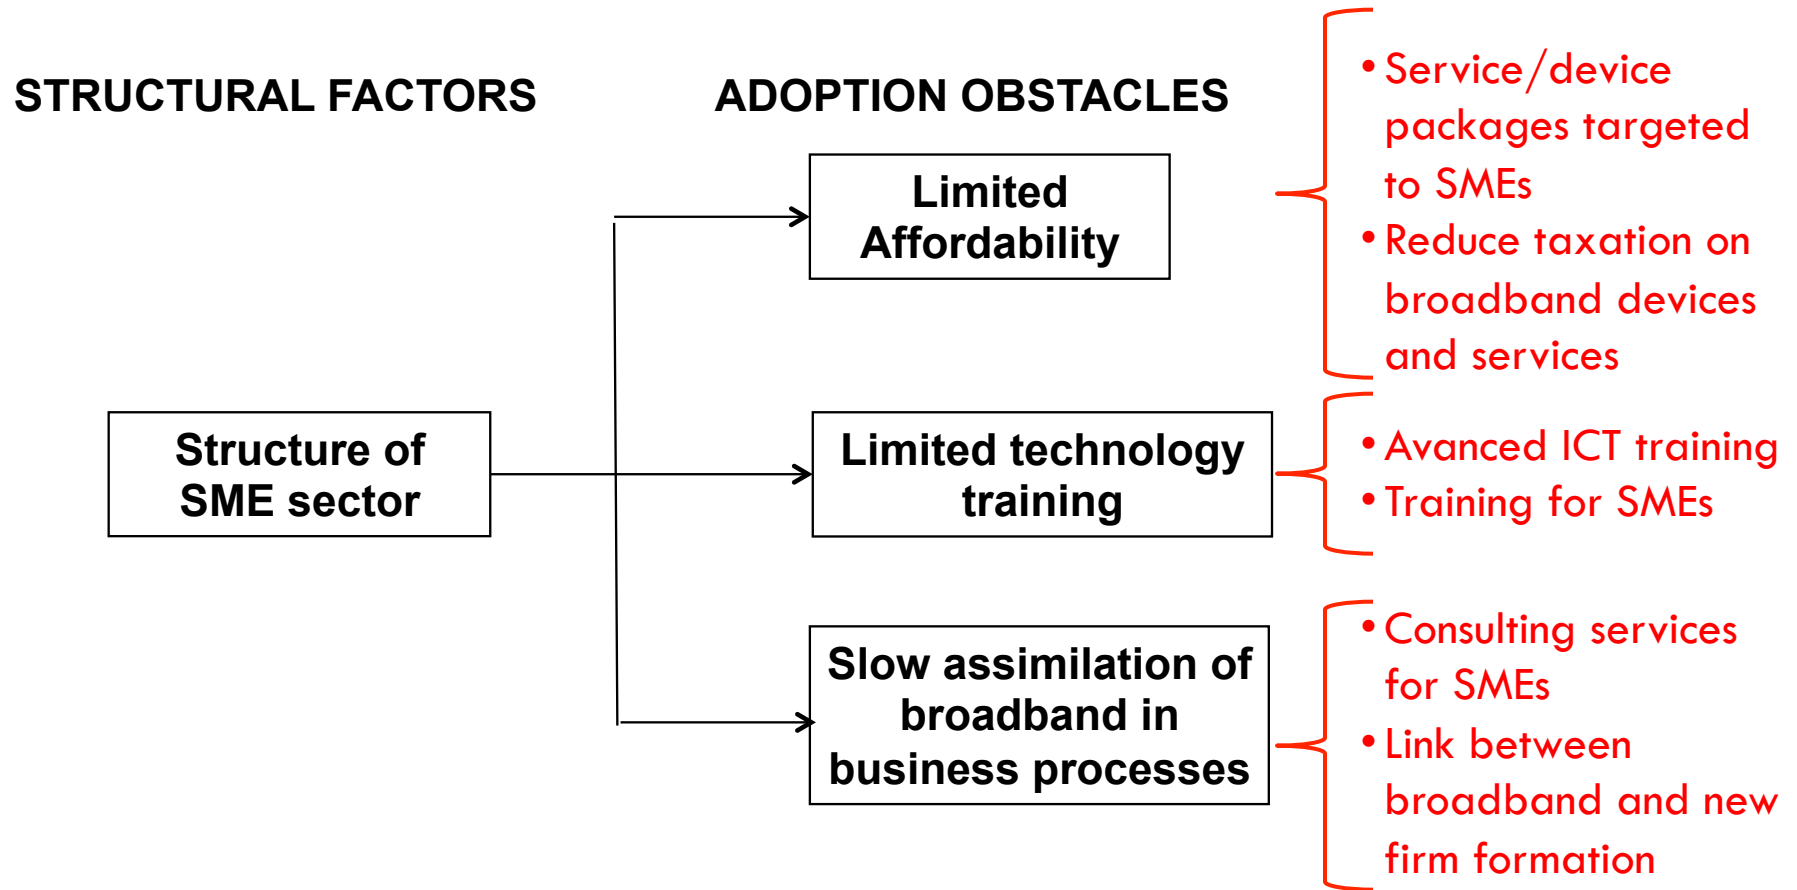 STRUCTURAL FACTORS
ADOPTION OBSTACLES
Structure of
SME sector
Limited
Affordability
• Service/device
packages targeted
to SMEs
• Reduce taxation on
broadband devices
and services
Limited technology
training
• Avanced ICT training
• Training for SMEs
Slow assimilation of
broadband in
business processes
• Consulting services
for SMEs
• Link between
broadband and new
firm formation